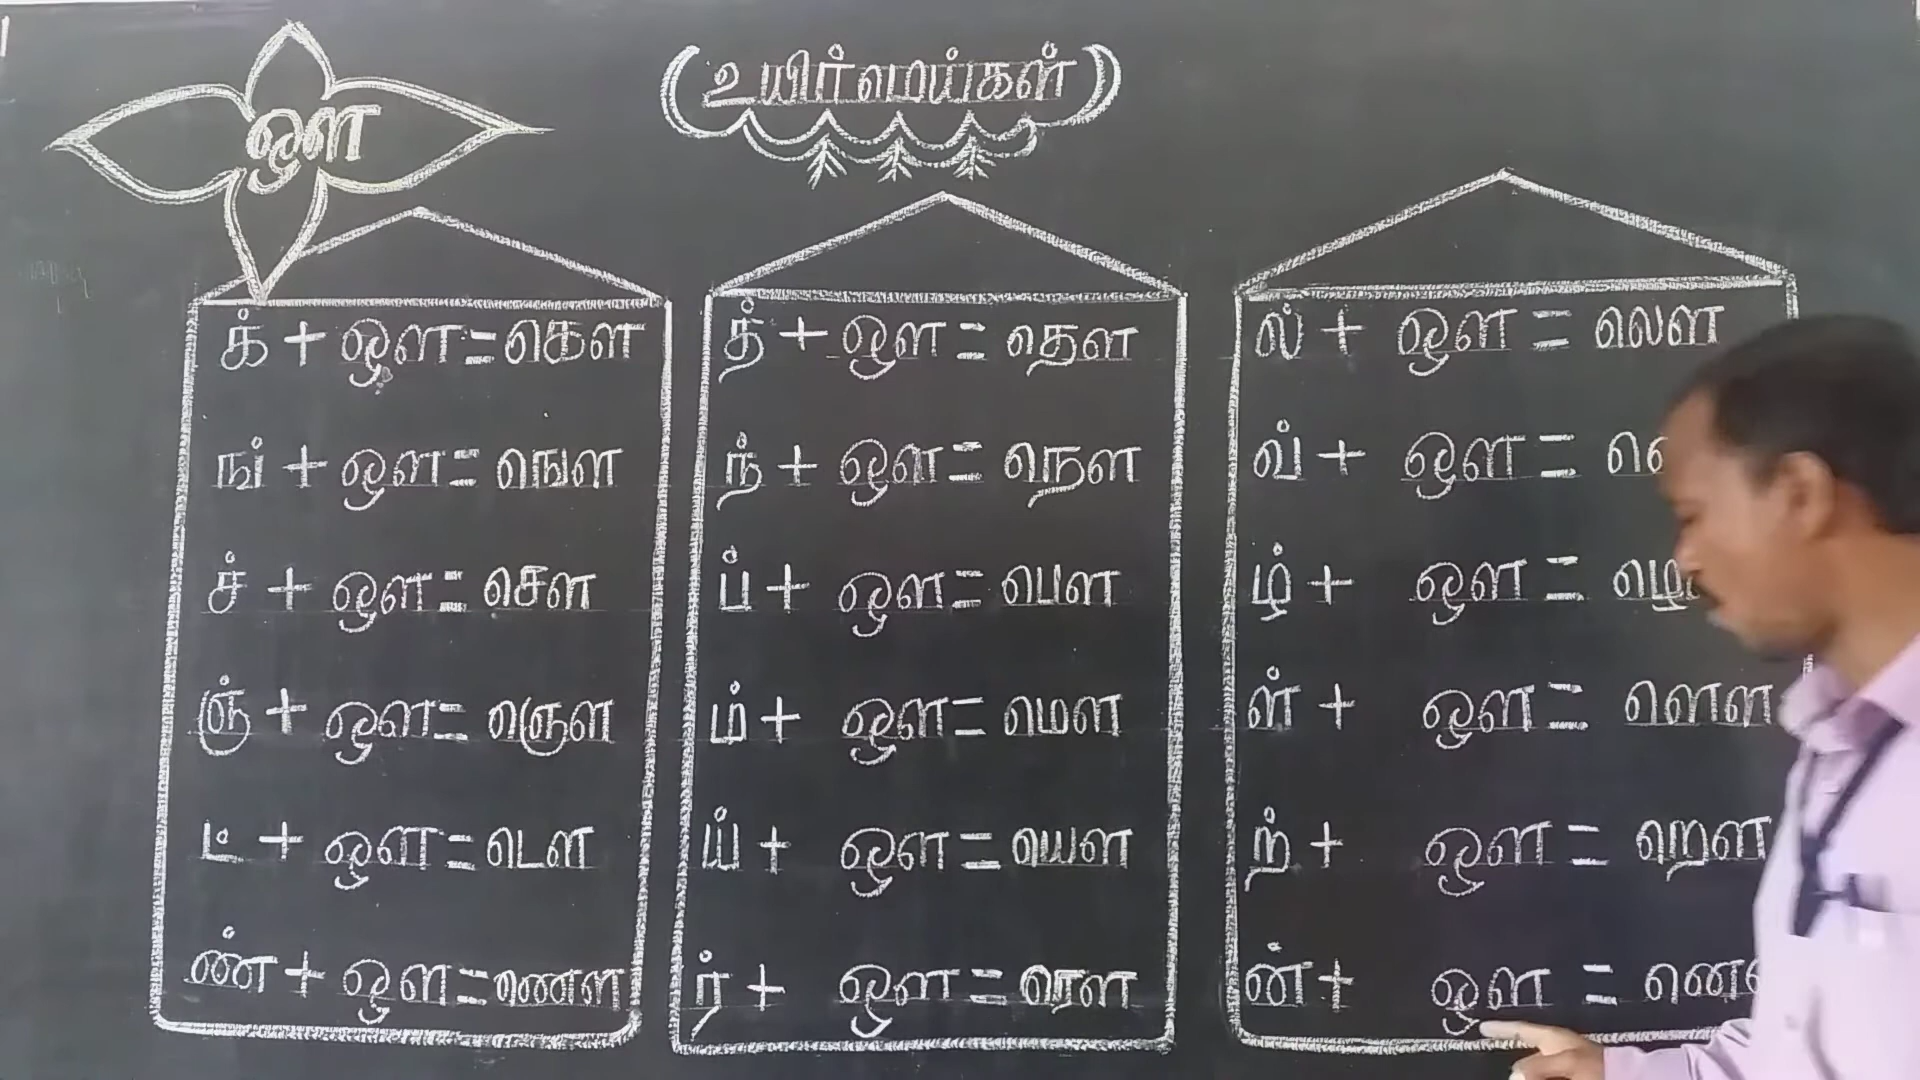 ஔ
உயிர்மெய்கள்
க் + ஔ = கௌ
ங் + ஔ = ஙௌ
ச் + ஔ = சௌ
ஞ் + ஔ = ஞௌ
ட் + ஔ = டௌ
ண் + ஔ = ணௌ
த் + ஔ = தௌ
ந் + ஔ = நௌ
ப் + ஔ = பௌ
ம் + ஔ = மௌ
ய் + ஔ = யௌ
ர் + ஔ = ரௌ
ல் + ஔ = லௌ
வ் + ஔ =
ழ் + ஔ =
ள் + ஔ = ளௌ
ற் + ஔ = றௌ
ன் + ஔ =